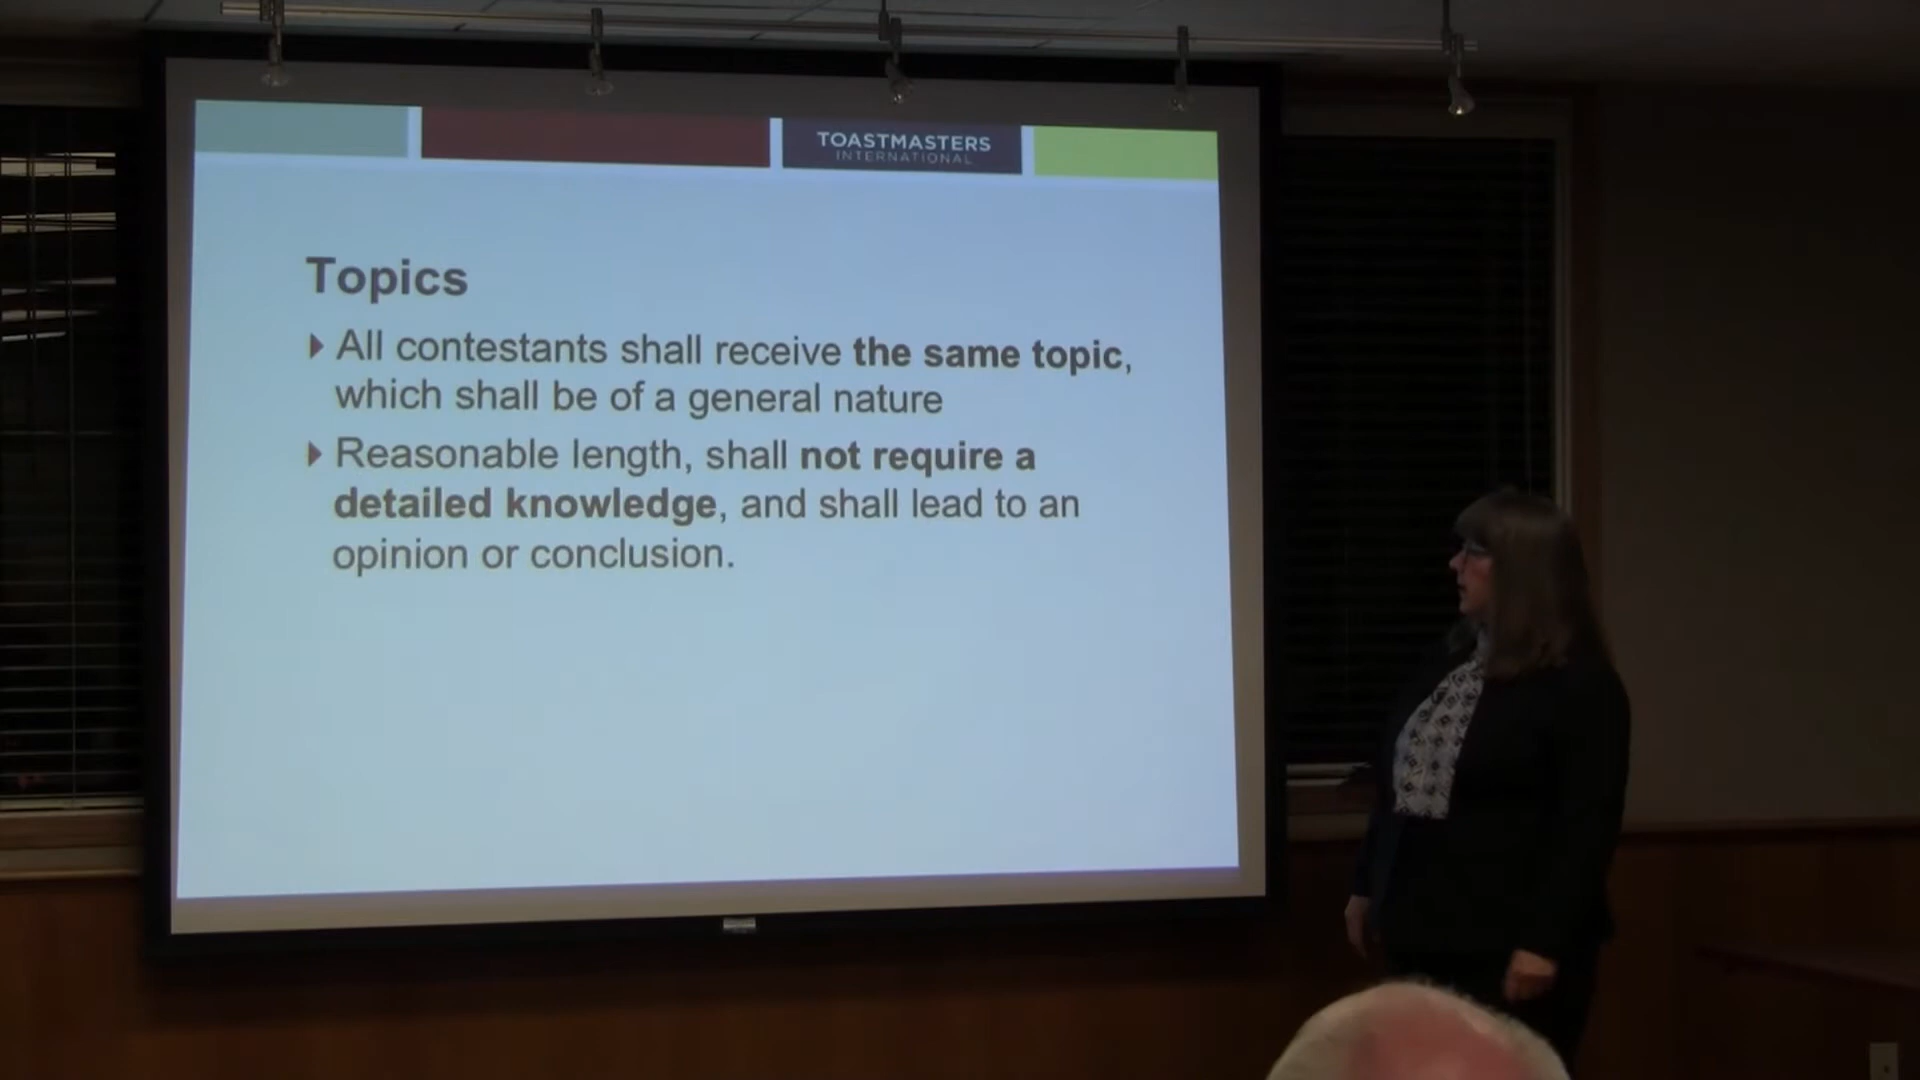 TOASTMASTERS
INTERNATIONAL
Topics
All contestants shall receive the same topic,
which shall be of a general nature
Reasonable length, shall not require a
detailed knowledge, and shall lead to an
opinion or conclusion.